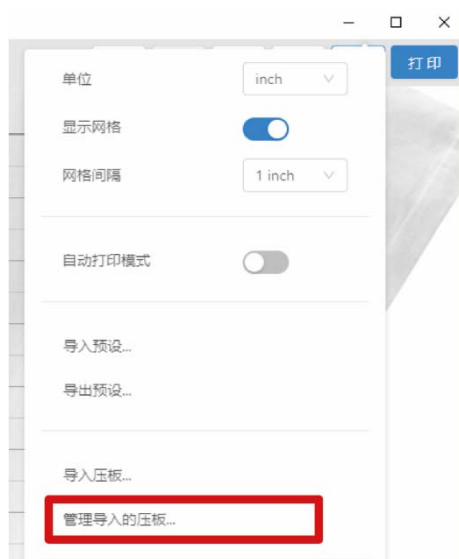 打印
单位 inch
显示网格
网格间隔 1 inch
自动打印模式
导入预设...
导出预设...
导入压板...
管理导入的压板...